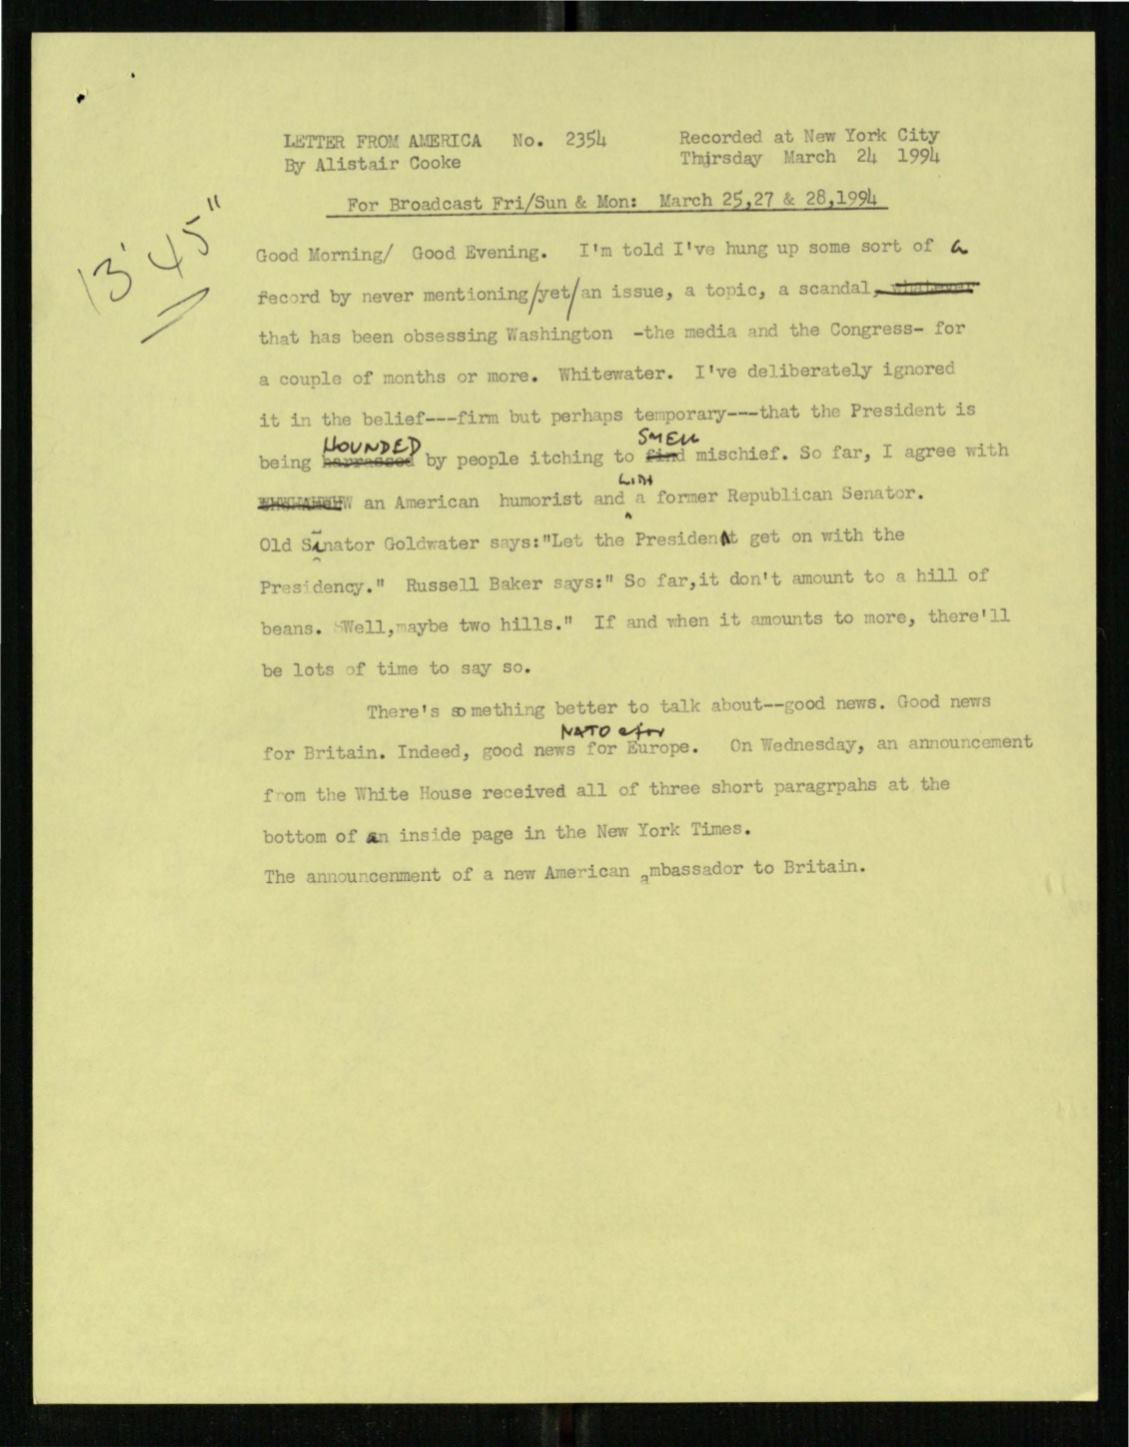 LETTER FROM AMERICA No. 2354 Recorded at New York City
By Alistair Cooke Thursday March 24 1994
For Broadcast Fri/Sun & Mon: March 25,27 & 28,1994
13' 45"
Good Morning/ Good Evening. I'm told I've hung up some sort of a
record by never mentioning/yet/an issue, a topic, a scandal, whatever
that has been obsessing Washington -the media and the Congress- for
a couple of months or more. Whitewater. I've deliberately ignored
it in the belief---firm but perhaps temporary---that the President is
HOUNDED SMELL
being harrassed by people itching to find mischief. So far, I agree with
WITH
an American humorist and a former Republican Senator.
Old Senator Goldwater says:"Let the President get on with the
Presidency." Russell Baker says:" So far,it don't amount to a hill of
beans. Well,maybe two hills." If and when it amounts to more, there'll
be lots of time to say so.
There's something better to talk about--good news. Good news
NATO & for
for Britain. Indeed, good news for Europe. On Wednesday, an announcement
from the White House received all of three short paragrpahs at the
bottom of an inside page in the New York Times.
The announcenment of a new American ambassador to Britain.